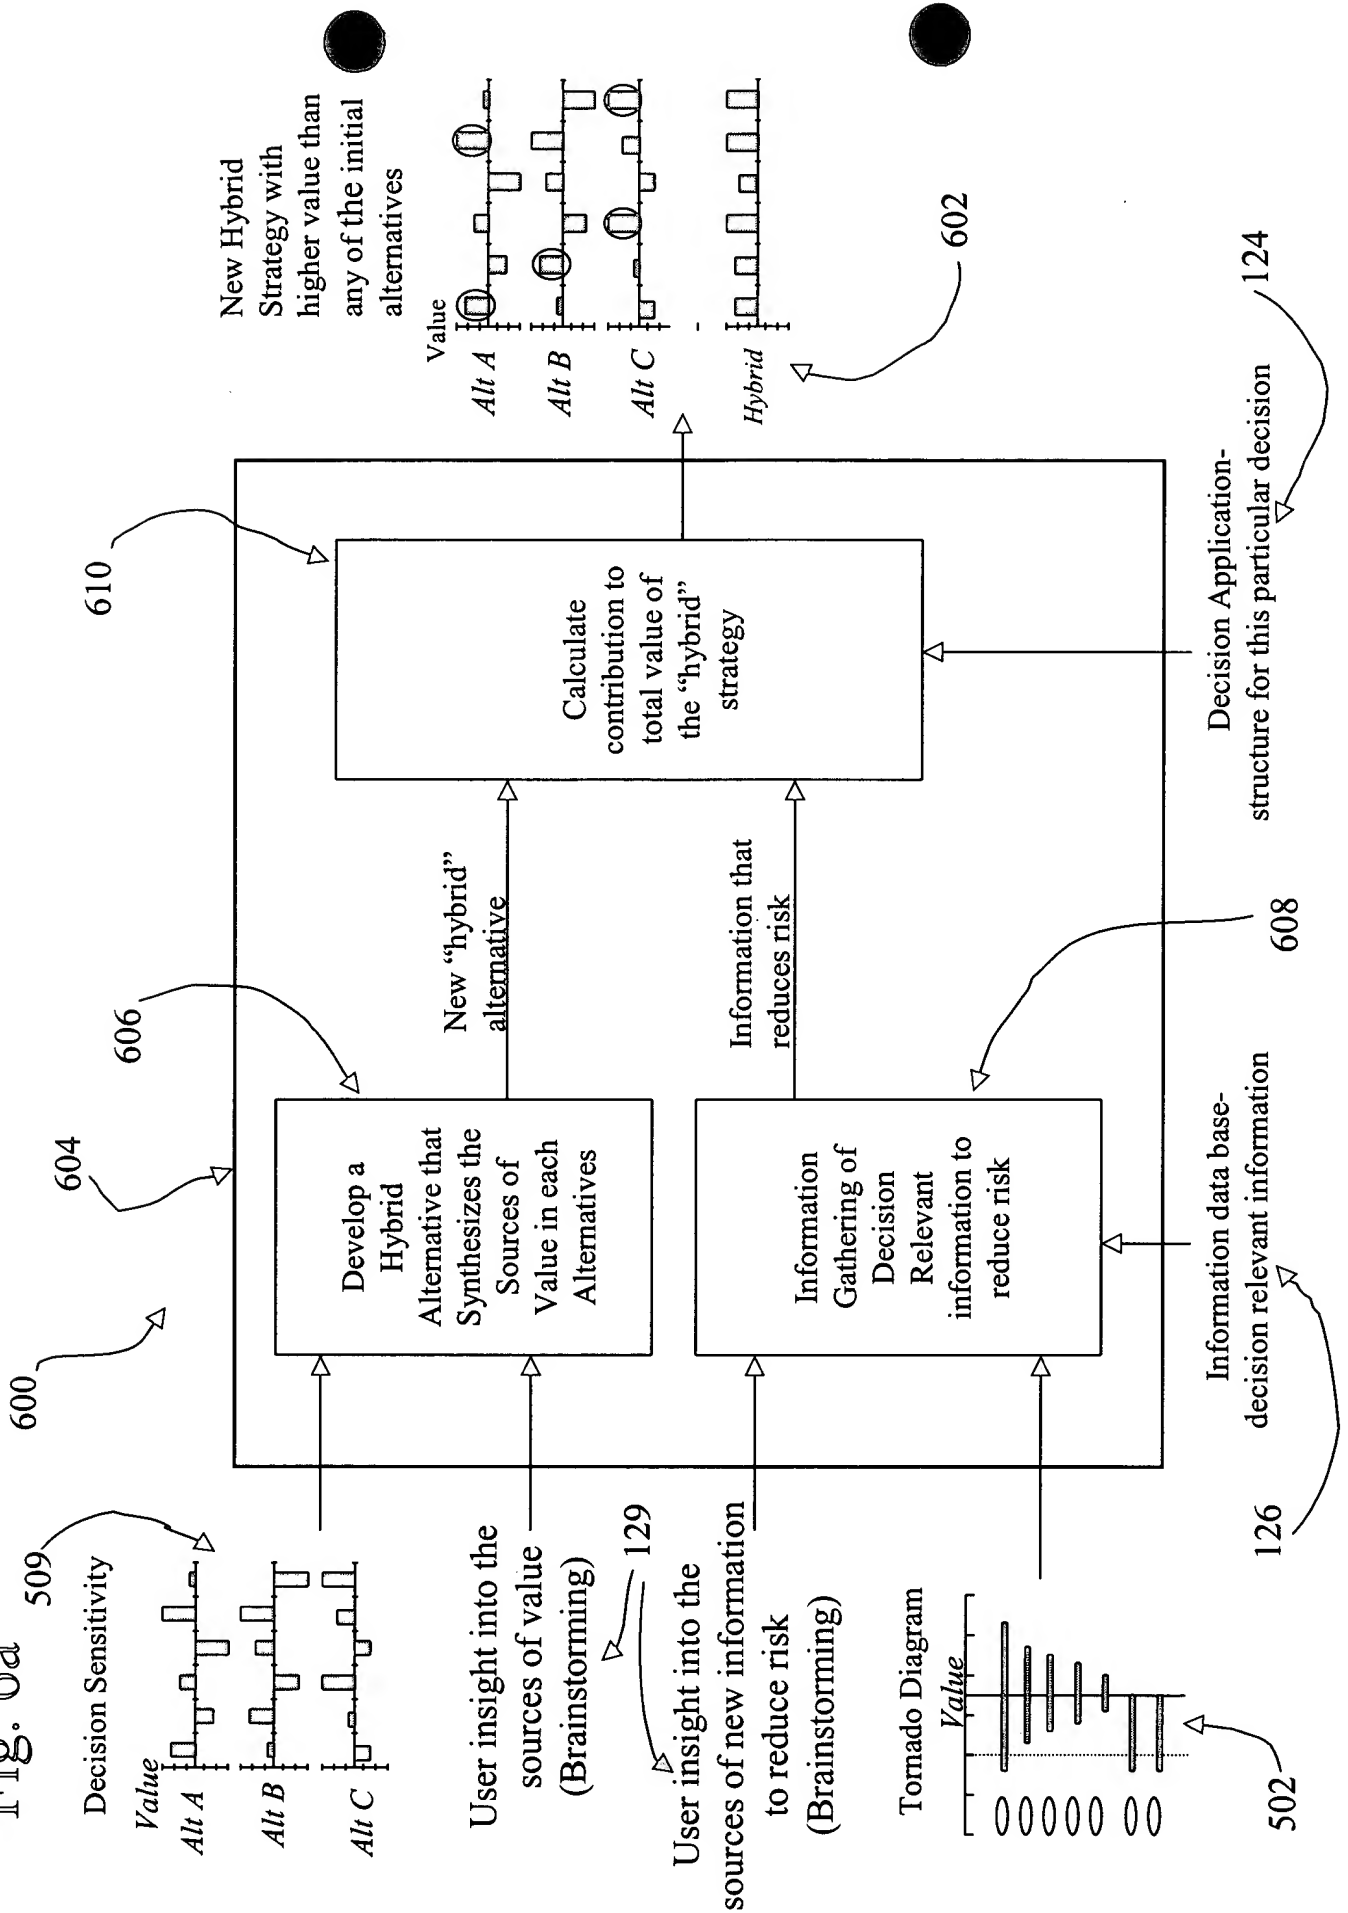 Fig. 6a
600
604
606
610
509
Decision Sensitivity
Value
Alt A
Alt B
Alt C
User insight into the
sources of value
(Brainstorming)
129
User insight into the
sources of new information
to reduce risk
(Brainstorming)
Tornado Diagram
Value
502
Develop a
Hybrid
Alternative that
Synthesizes the
Sources of
Value in each
Alternatives
Information
Gathering of
Decision
Relevant
information to
reduce risk
New “hybrid”
alternative
Information that
reduces risk
608
Calculate
contribution to
total value of
the “hybrid”
strategy
New Hybrid
Strategy with
higher value than
any of the initial
alternatives
Value
Alt A
Alt B
Alt C
Hybrid
602
Information data base-
decision relevant information
126
Decision Application-
structure for this particular decision
124